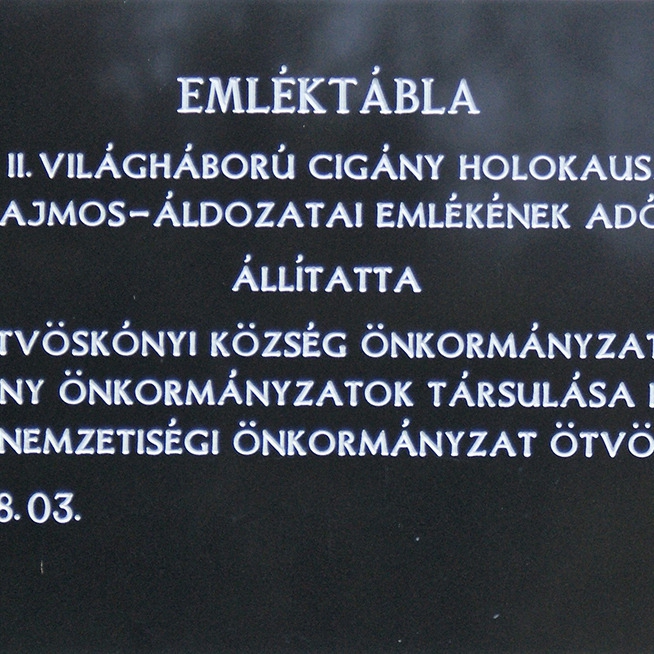 EMLÉKTÁBLA
II. VILÁGHÁBORÚ CIGÁNY HOLOKAUS
AJMOS-ÁLDOZATAI EMLÉKÉNEK ADÓ
ÁLLÍTATTA
TVÖSKÓNYI KÖZSÉG ÖNKORMÁNYZAT
NY ÖNKORMÁNYZATOK TÁRSULÁSA
NEMZETISÉGI ÖNKORMÁNYZAT ÖTVÖ
8.03.